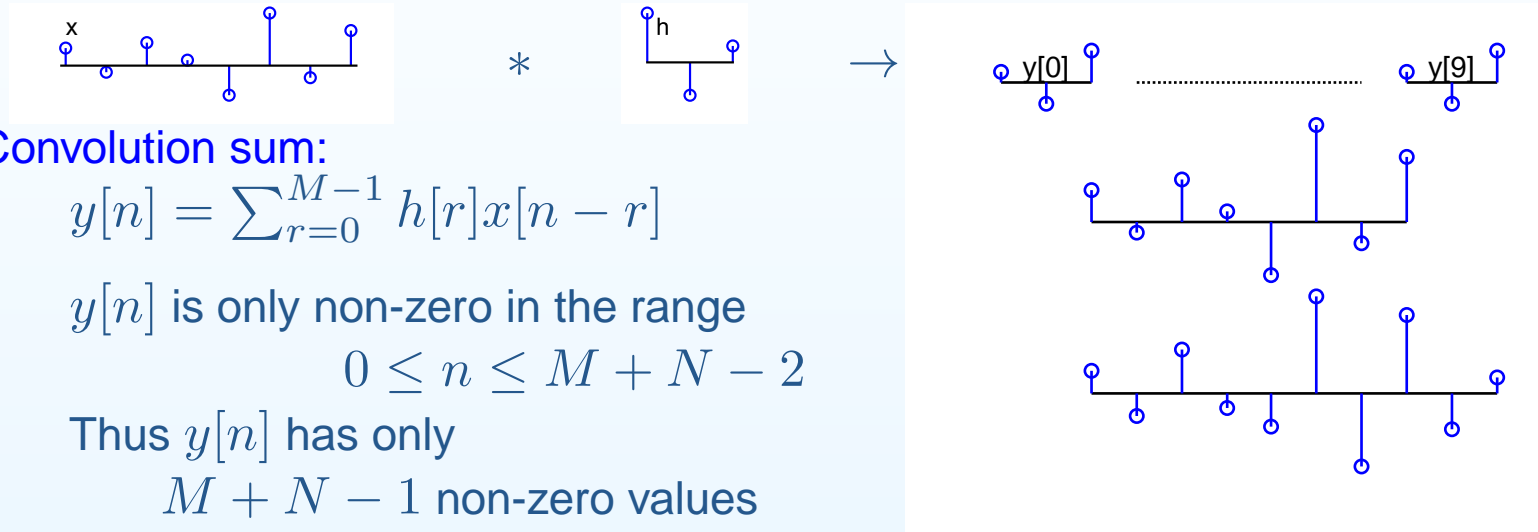 x
∗
h
→
y[0]
y[9]
Convolution sum:
y[n] = ∑_{r=0}^{M−1} h[r]x[n − r]
y[n] is only non-zero in the range
0 ≤ n ≤ M + N − 2
Thus y[n] has only
M + N − 1 non-zero values